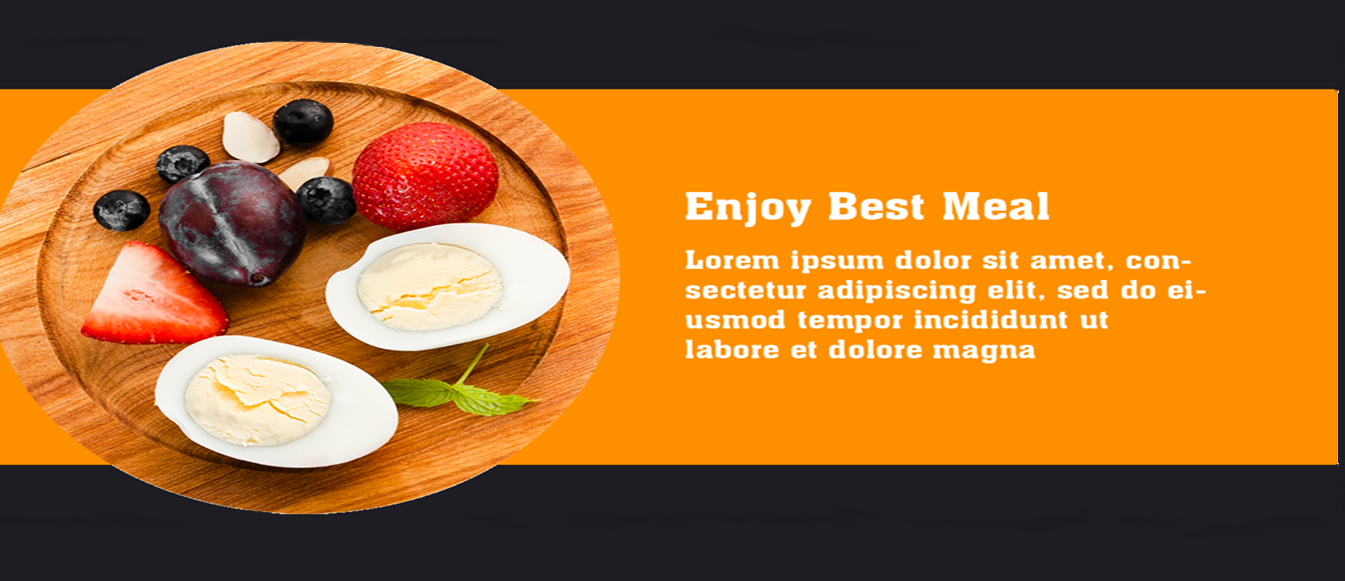 Enjoy Best Meal
Lorem ipsum dolor sit amet, con-
sectetur adipiscing elit, sed do ei-
usmod tempor incididunt ut
labore et dolore magna